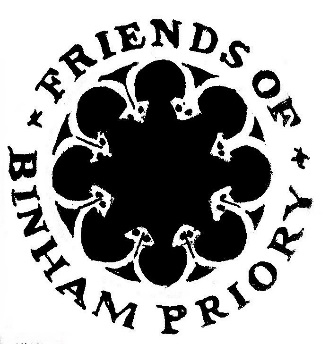 FRIENDS OF
BINHAM PRIORY